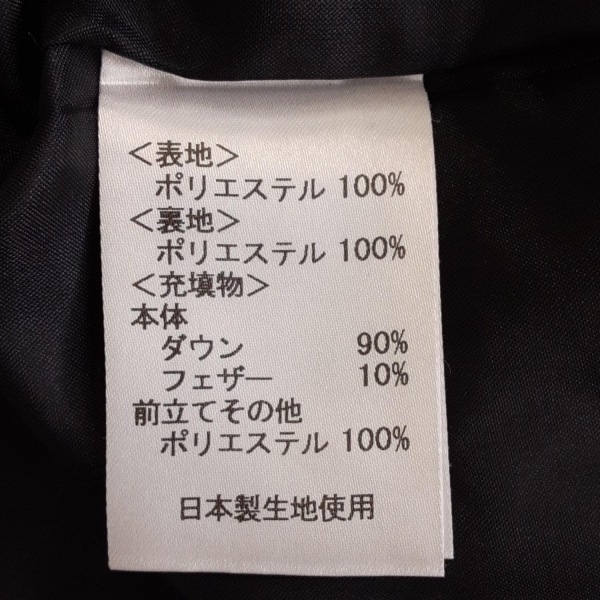 ＜表地＞
ポリエステル 100%
＜裏地＞
ポリエステル 100%
＜充填物＞
本体
ダウン 90%
フェザー 10%
前立てその他
ポリエステル 100%
日本製生地使用